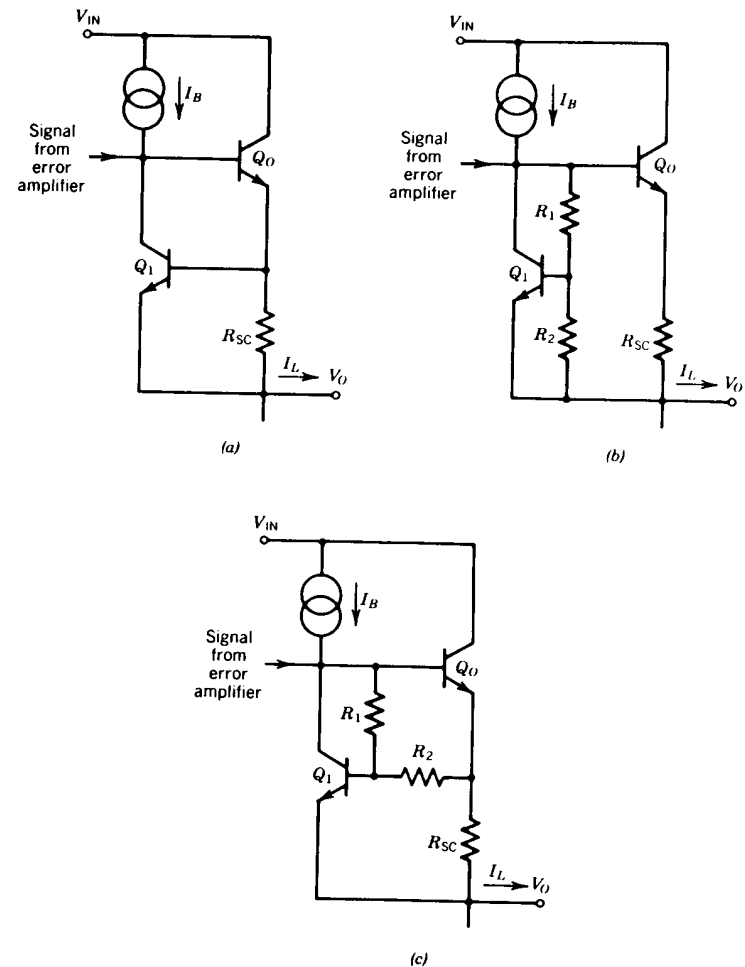 V_IN
I_B
Signal
from
error
amplifier
Q_O
Q_1
R_SC
I_L
V_O
(a)
V_IN
I_B
Signal
from
error
amplifier
Q_O
R_1
Q_1
R_2
R_SC
I_L
V_O
(b)
V_IN
I_B
Signal
from
error
amplifier
Q_O
R_1
R_2
Q_1
R_SC
I_L
V_O
(c)